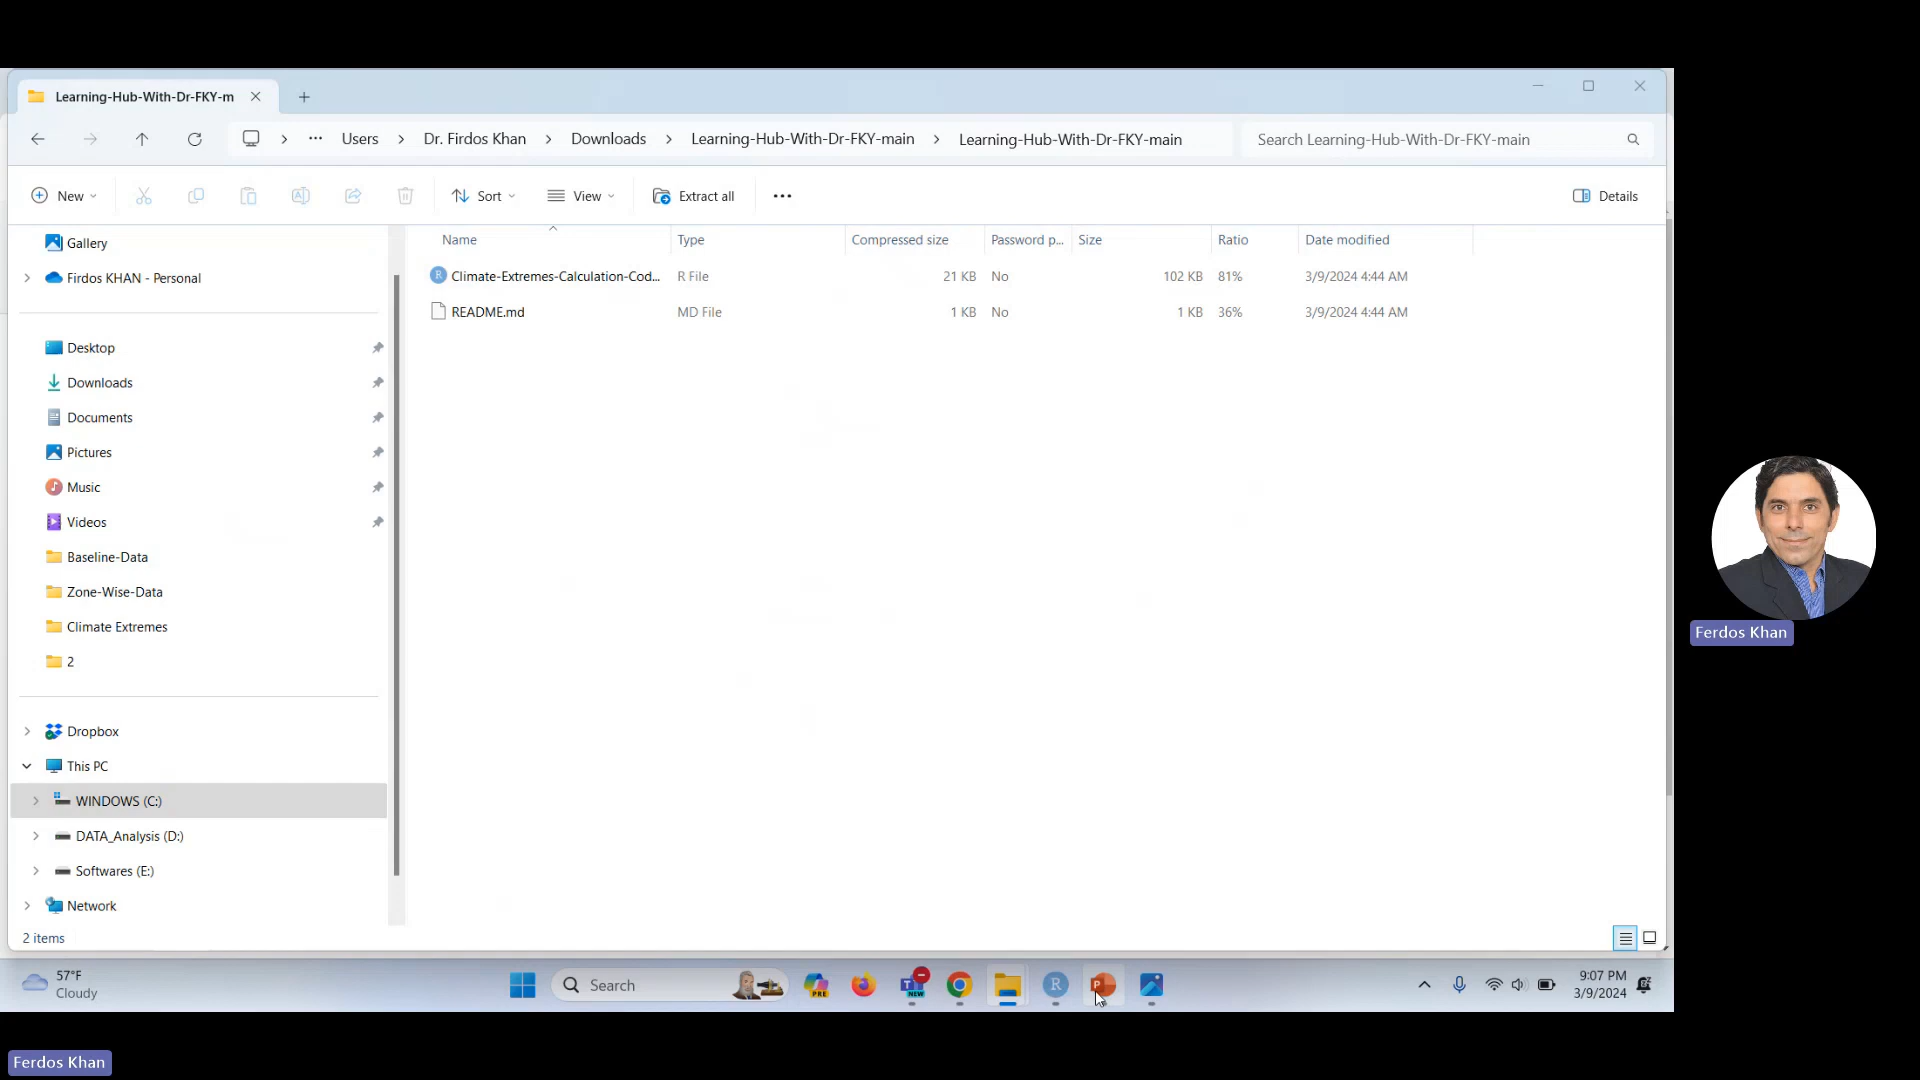 Learning-Hub-With-Dr-FKY-m
Users > Dr. Firdos Khan > Downloads > Learning-Hub-With-Dr-FKY-main > Learning-Hub-With-Dr-FKY-main
Search Learning-Hub-With-Dr-FKY-main
New Sort View Extract all Details
Name Type Compressed size Password p... Size Ratio Date modified
Climate-Extremes-Calculation-Cod... R File 21 KB No 102 KB 81% 3/9/2024 4:44 AM
README.md MD File 1 KB No 1 KB 36% 3/9/2024 4:44 AM
Gallery
Firdos KHAN - Personal
Desktop
Downloads
Documents
Pictures
Music
Videos
Baseline-Data
Zone-Wise-Data
Climate Extremes
2
Dropbox
This PC
WINDOWS (C:)
DATA_Analysis (D:)
Softwares (E:)
Network
2 items
Ferdos Khan
57°F
Cloudy
Search
PRE
NEW
9:07 PM
3/9/2024
Ferdos Khan